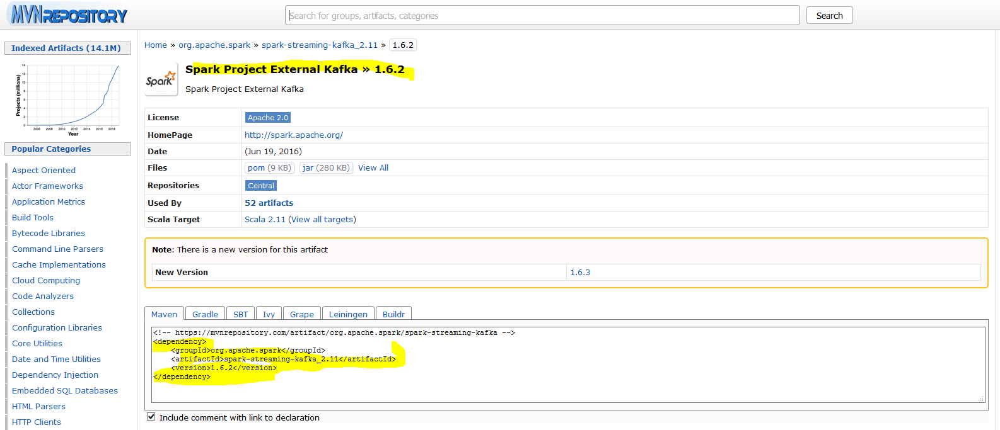 MVNREPOSITORY
Search for groups, artifacts, categories
Search
Indexed Artifacts (14.1M)
Projects (millions)
14
12
10
8
6
4
2
0
2006 2008 2010 2012 2014 2016 2018
Year
Popular Categories
Aspect Oriented
Actor Frameworks
Application Metrics
Build Tools
Bytecode Libraries
Command Line Parsers
Cache Implementations
Cloud Computing
Code Analyzers
Collections
Configuration Libraries
Core Utilities
Date and Time Utilities
Dependency Injection
Embedded SQL Databases
HTML Parsers
HTTP Clients
Home » org.apache.spark » spark-streaming-kafka_2.11 » 1.6.2
Spark
Spark Project External Kafka » 1.6.2
Spark Project External Kafka
License Apache 2.0
HomePage http://spark.apache.org/
Date (Jun 19, 2016)
Files pom (9 KB) jar (280 KB) View All
Repositories Central
Used By 52 artifacts
Scala Target Scala 2.11 (View all targets)
Note: There is a new version for this artifact
New Version 1.6.3
Maven Gradle SBT Ivy Grape Leiningen Buildr
<!-- https://mvnrepository.com/artifact/org.apache.spark/spark-streaming-kafka -->
<dependency>
<groupId>org.apache.spark</groupId>
<artifactId>spark-streaming-kafka_2.11</artifactId>
<version>1.6.2</version>
</dependency>
Include comment with link to declaration